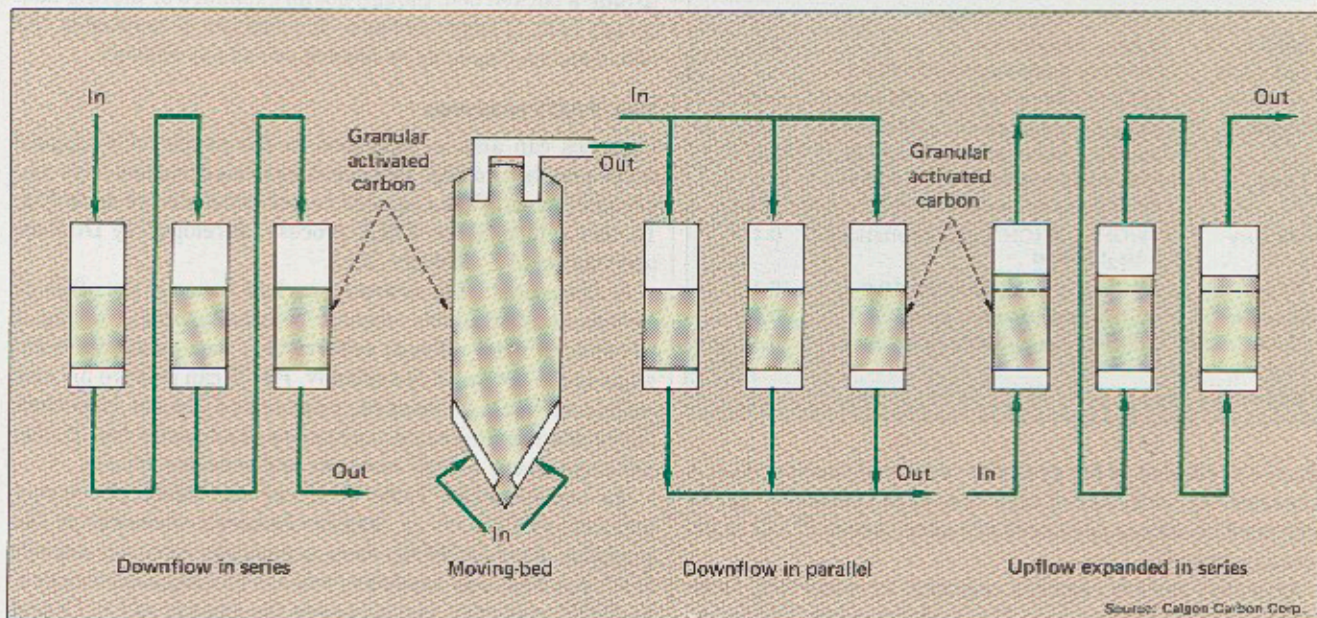 In
Granular
activated
carbon
Out
In
Downflow in series
Moving-bed
In
Out
Out
Downflow in parallel
Granular
activated
carbon
In
Out
Upflow expanded in series
Source: Calgon Carbon Corp.